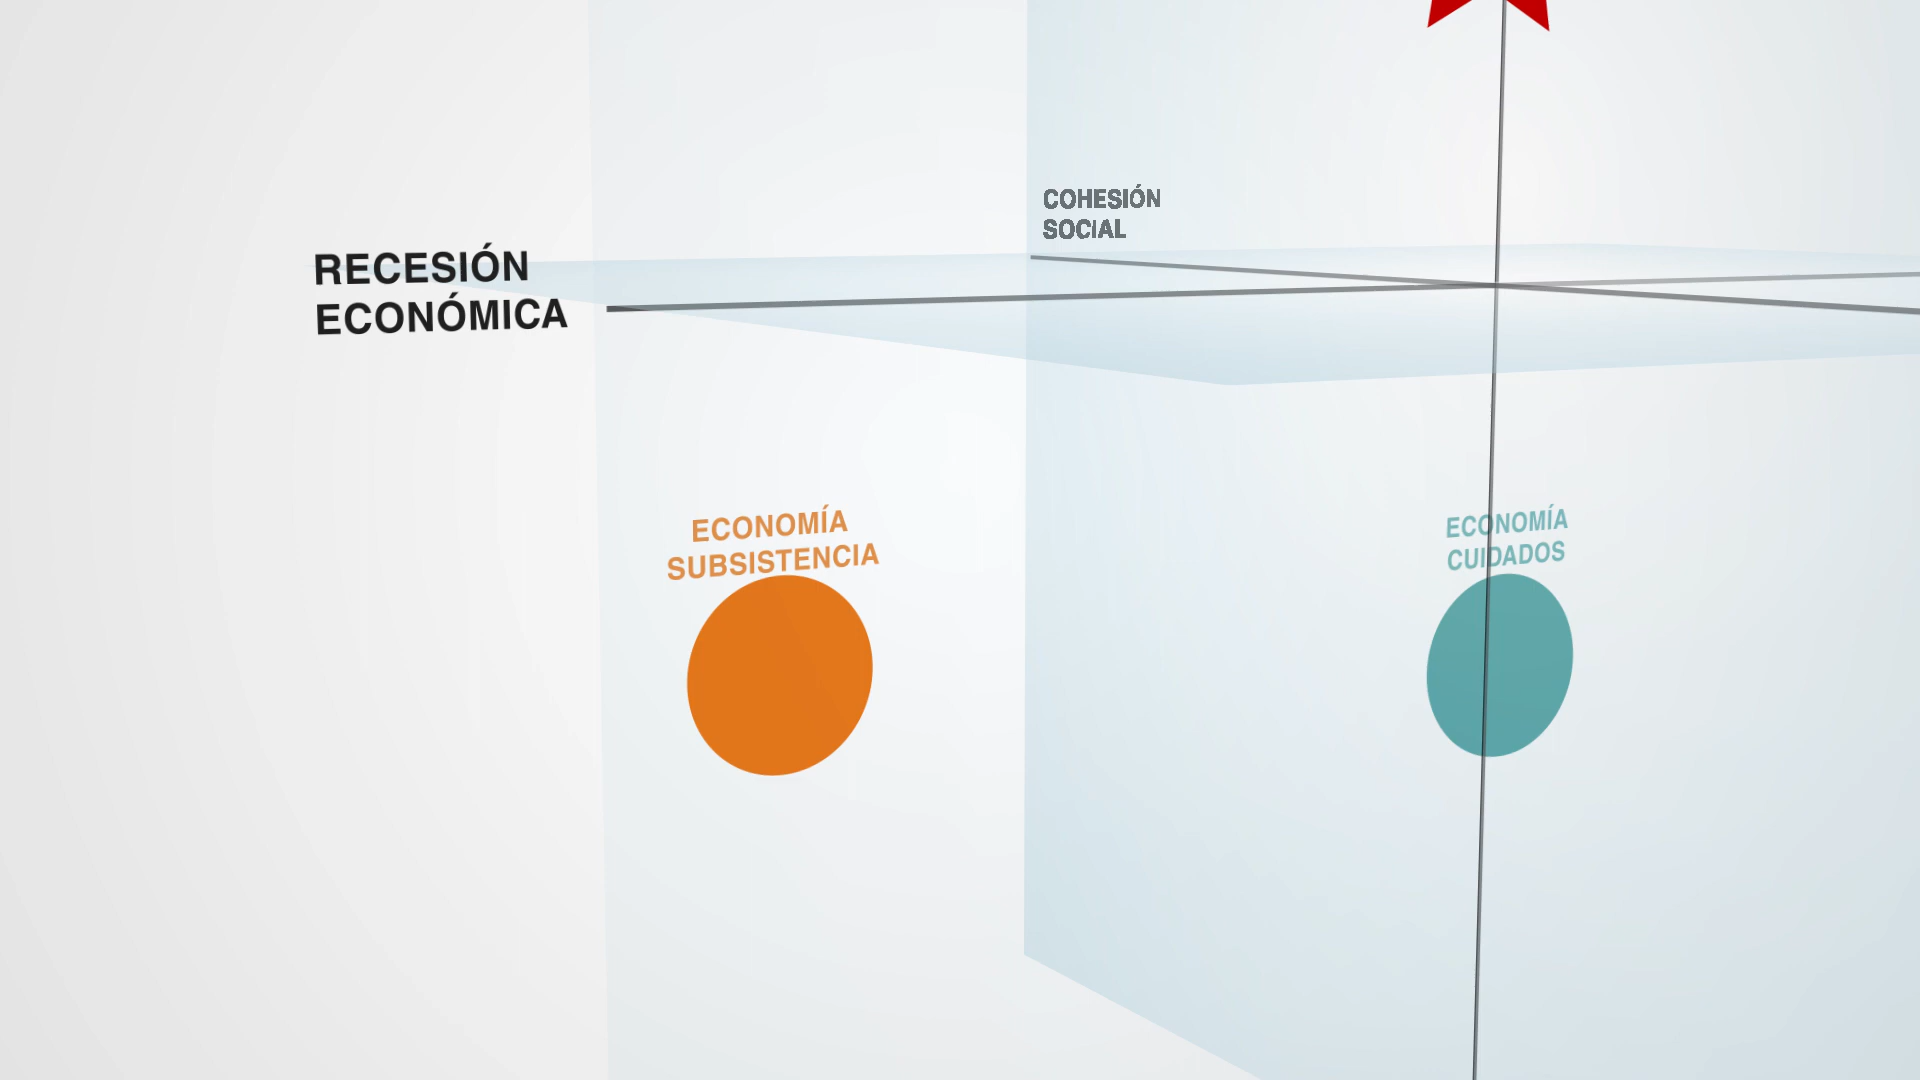 COHESIÓN
SOCIAL
RECESIÓN
ECONÓMICA
ECONOMÍA
SUBSISTENCIA
ECONOMÍA
CUIDADOS